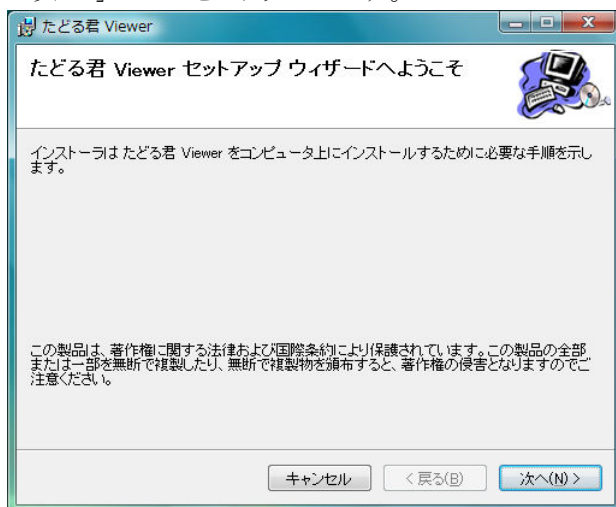 たどる君 Viewer
たどる君 Viewer セットアップ ウィザードへようこそ
インストーラは たどる君 Viewer をコンピュータ上にインストールするために必要な手順を示し
ます。
この製品は、著作権に関する法律および国際条約により保護されています。この製品の全部
または一部を無断で複製したり、無断で複製物を頒布すると、著作権の侵害となりますのでご
注意ください。
キャンセル
< 戻る(B)
次へ(N) >